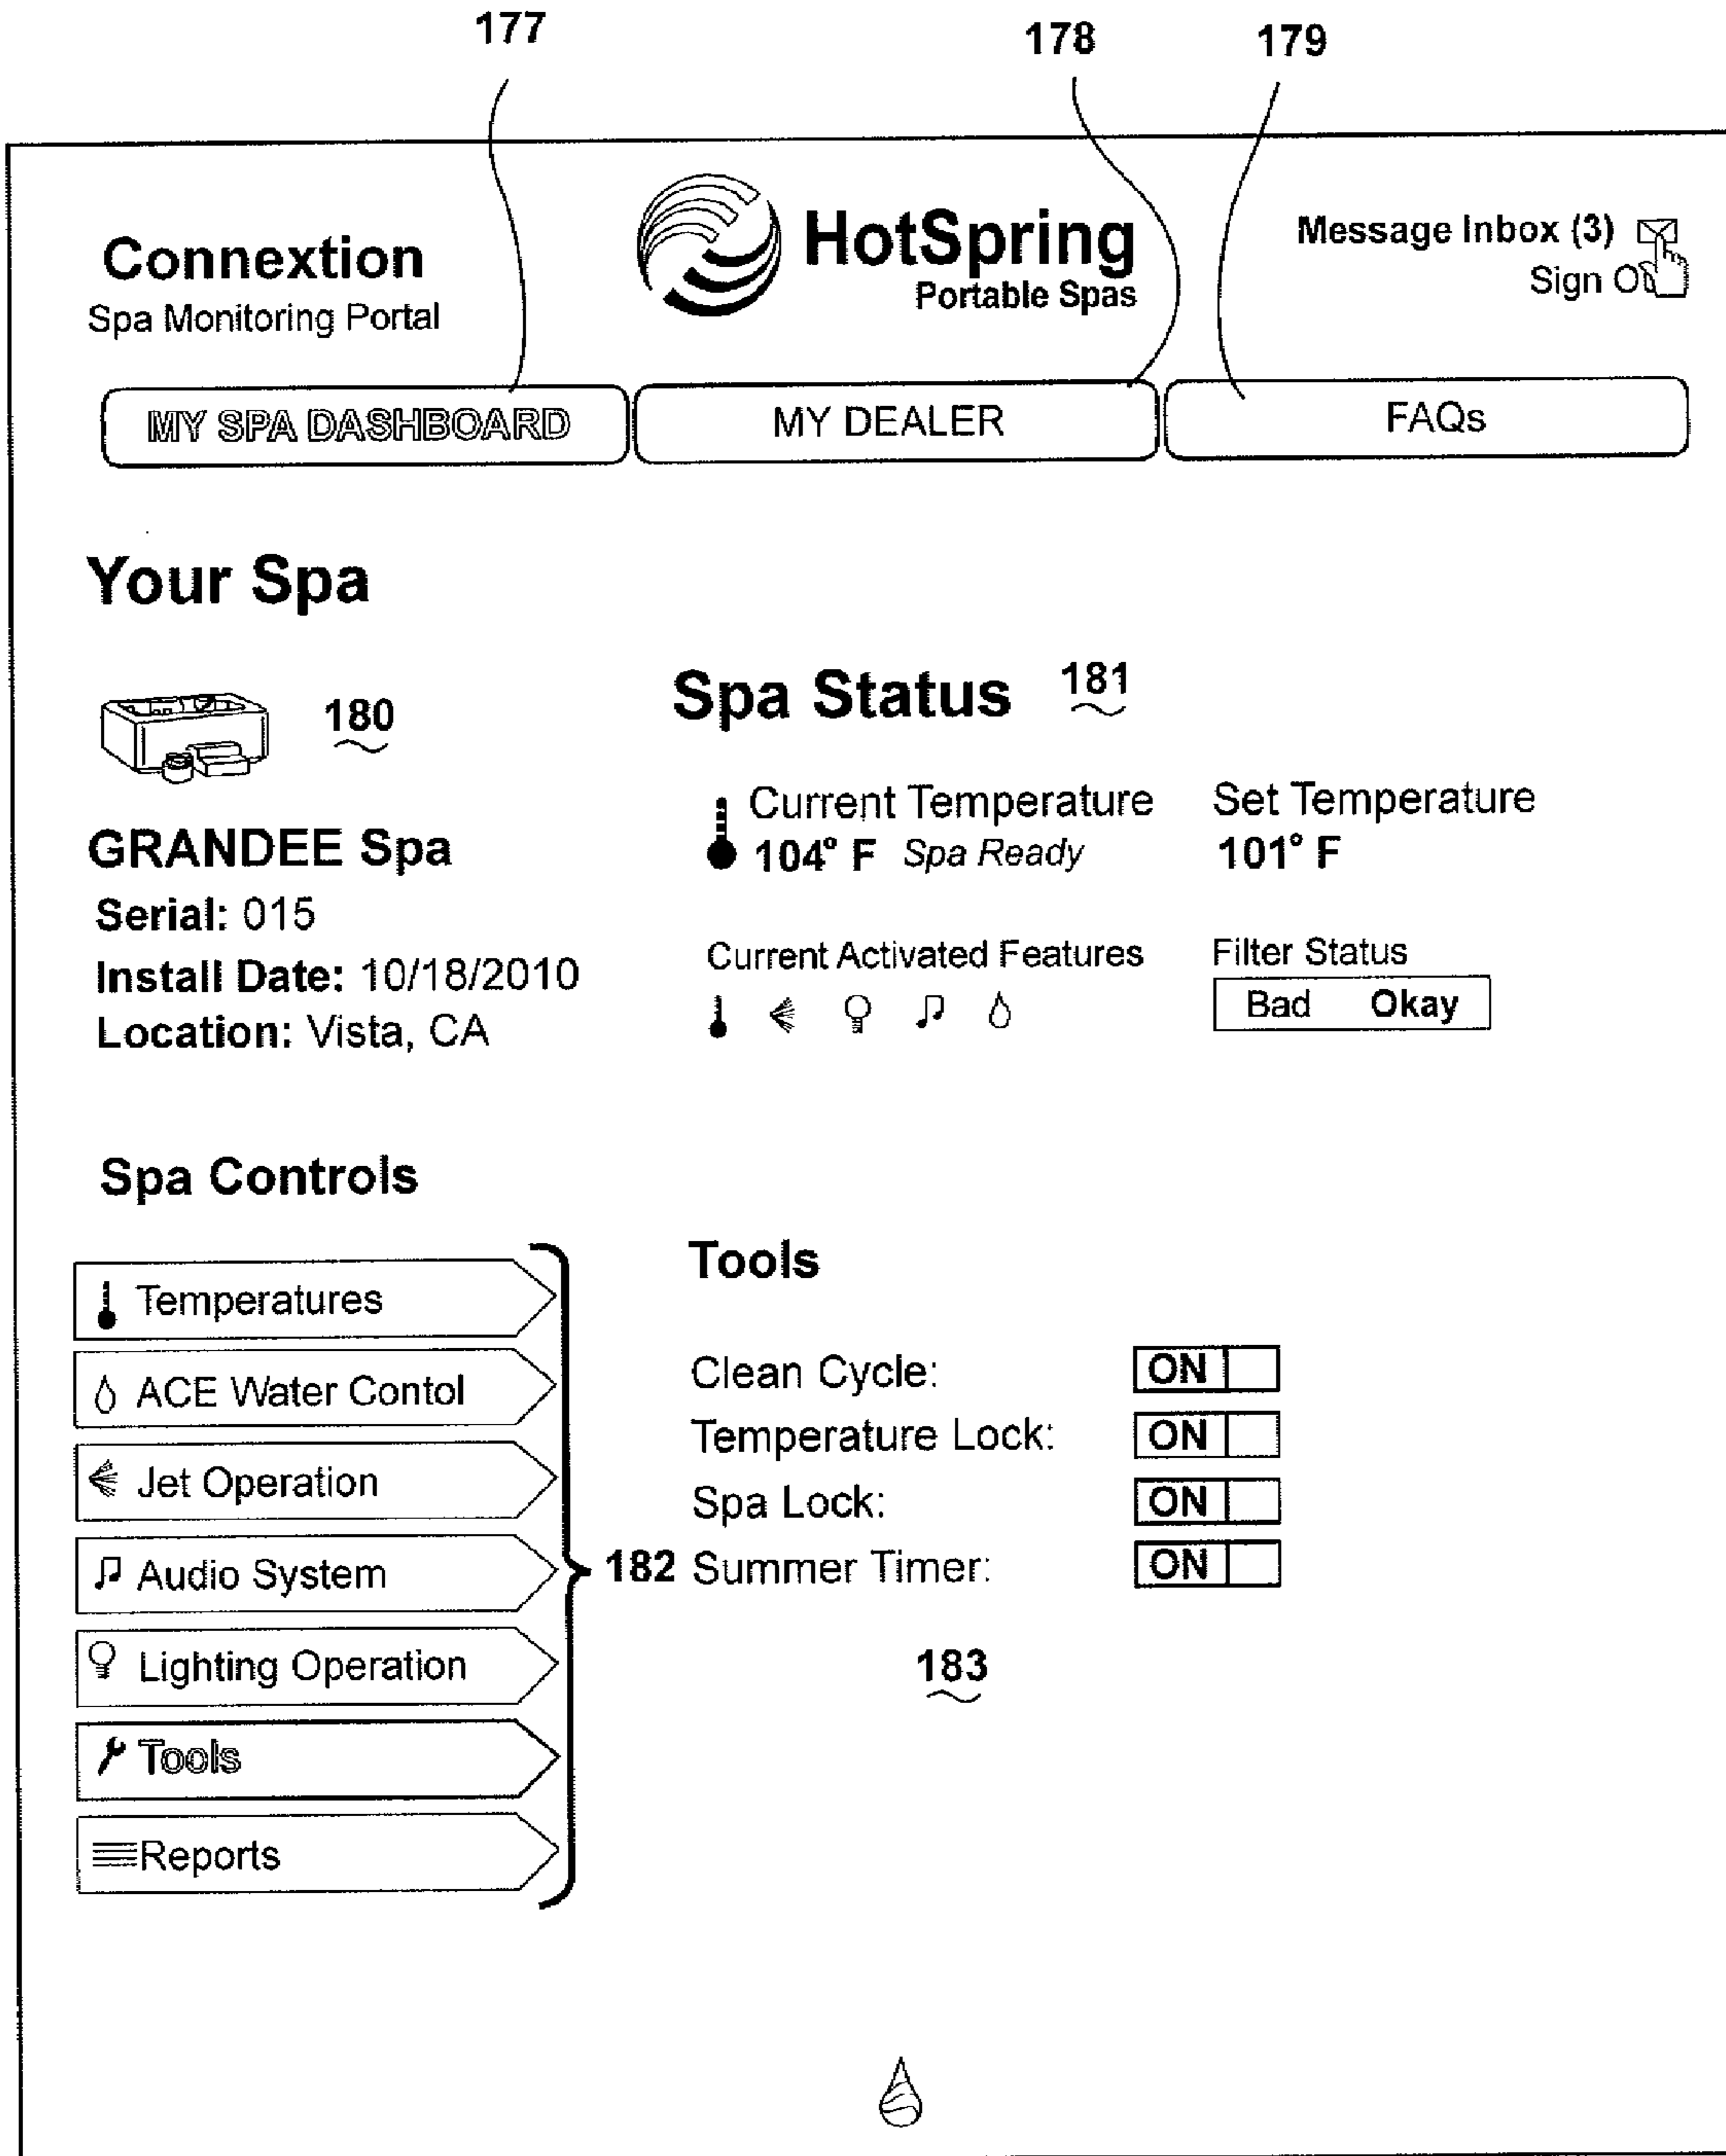 177
178
179
Connextion
Spa Monitoring Portal
HotSpring
Portable Spas
Message Inbox (3)
Sign
MY SPA DASHBOARD
MY DEALER
FAQs
Your Spa
180
GRANDEE Spa
Serial: 015
Install Date: 10/18/2010
Location: Vista, CA
Spa Status 181
Current Temperature
104° F Spa Ready
Set Temperature
101° F
Current Activated Features
Filter Status
Bad Okay
Spa Controls
Temperatures
ACE Water Contol
Jet Operation
Audio System
Lighting Operation
Tools
Reports
182
Tools
Clean Cycle: ON
Temperature Lock: ON
Spa Lock: ON
Summer Timer: ON
183